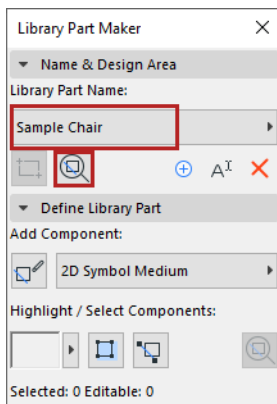 Library Part Maker
Name & Design Area
Library Part Name:
Sample Chair
Define Library Part
Add Component:
2D Symbol Medium
Highlight / Select Components:
Selected: 0 Editable: 0